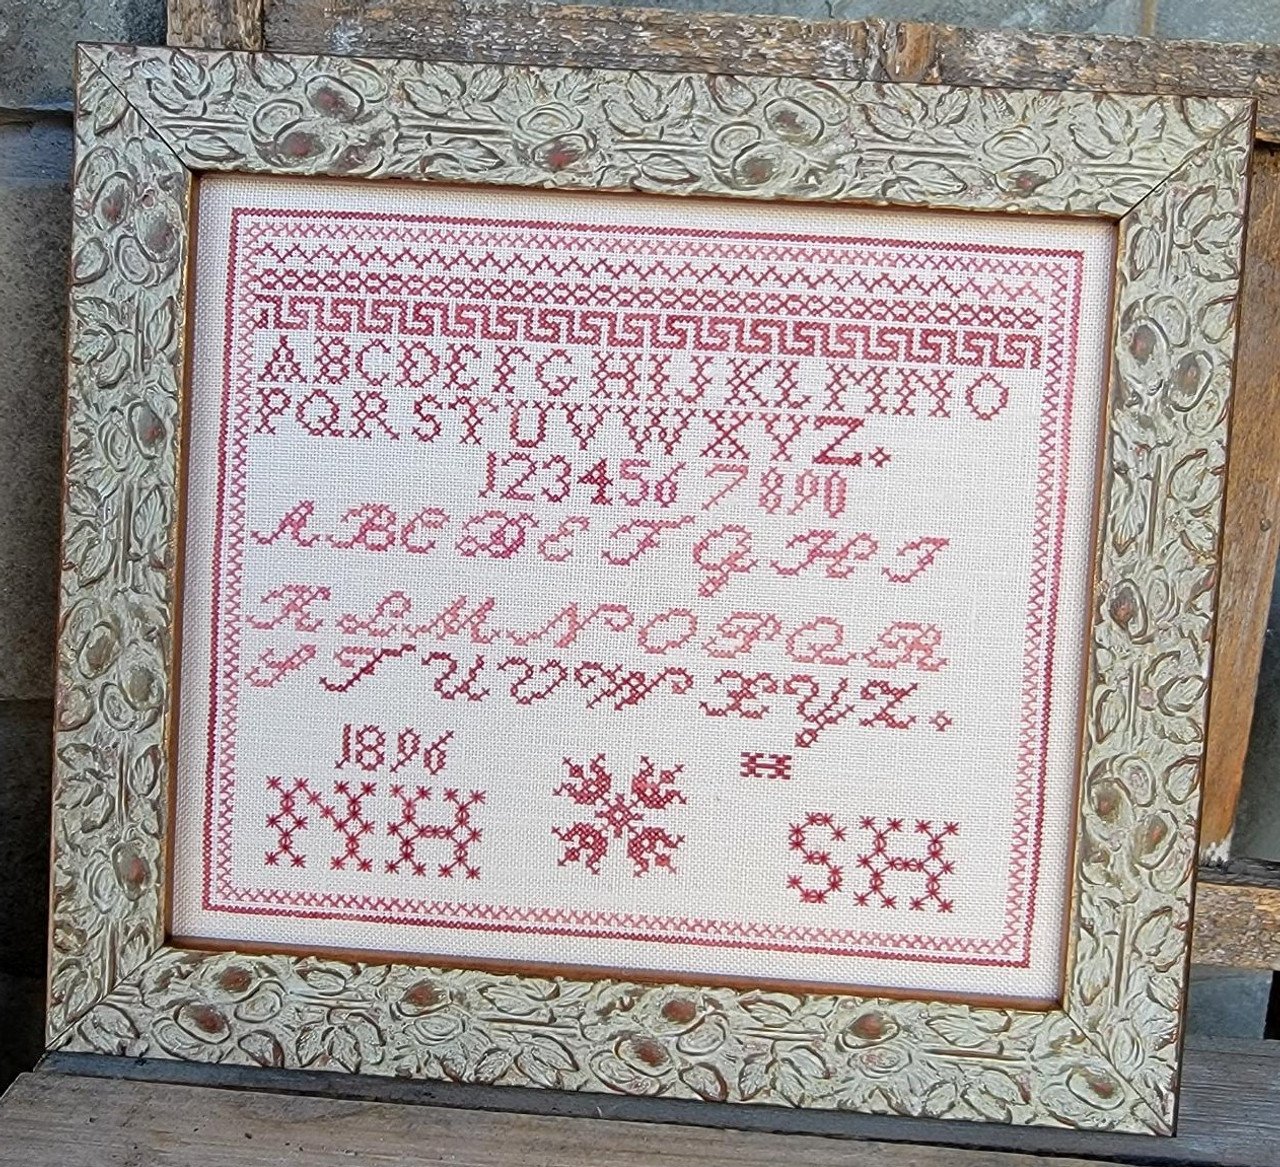 ABCDEFGHIJKLMNO
PQRSTUVWXYZ.
1234567890
ABCDEFGHI
KLMNOPQR
STUVWXYZ.
1896
NH SH